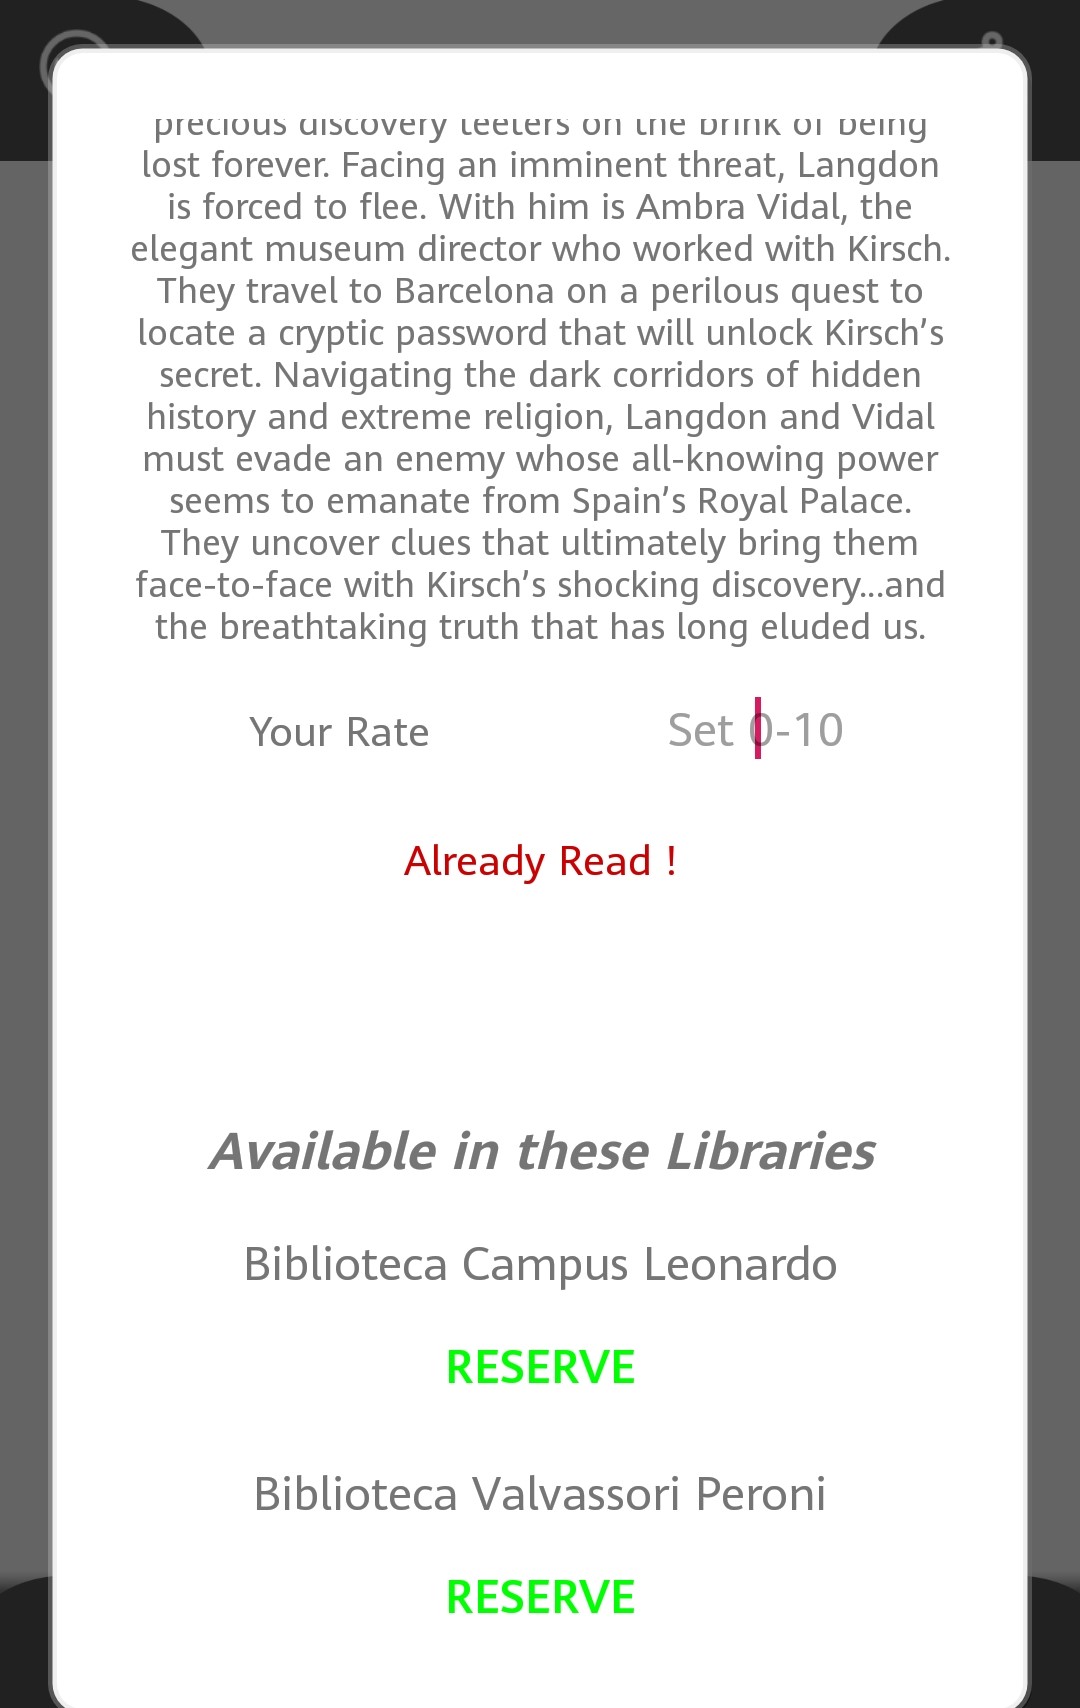 precious discovery teeters on the brink of being
lost forever. Facing an imminent threat, Langdon
is forced to flee. With him is Ambra Vidal, the
elegant museum director who worked with Kirsch.
They travel to Barcelona on a perilous quest to
locate a cryptic password that will unlock Kirsch’s
secret. Navigating the dark corridors of hidden
history and extreme religion, Langdon and Vidal
must evade an enemy whose all-knowing power
seems to emanate from Spain’s Royal Palace.
They uncover clues that ultimately bring them
face-to-face with Kirsch’s shocking discovery...and
the breathtaking truth that has long eluded us.
Your Rate Set 0-10
Already Read !
Available in these Libraries
Biblioteca Campus Leonardo
RESERVE
Biblioteca Valvassori Peroni
RESERVE